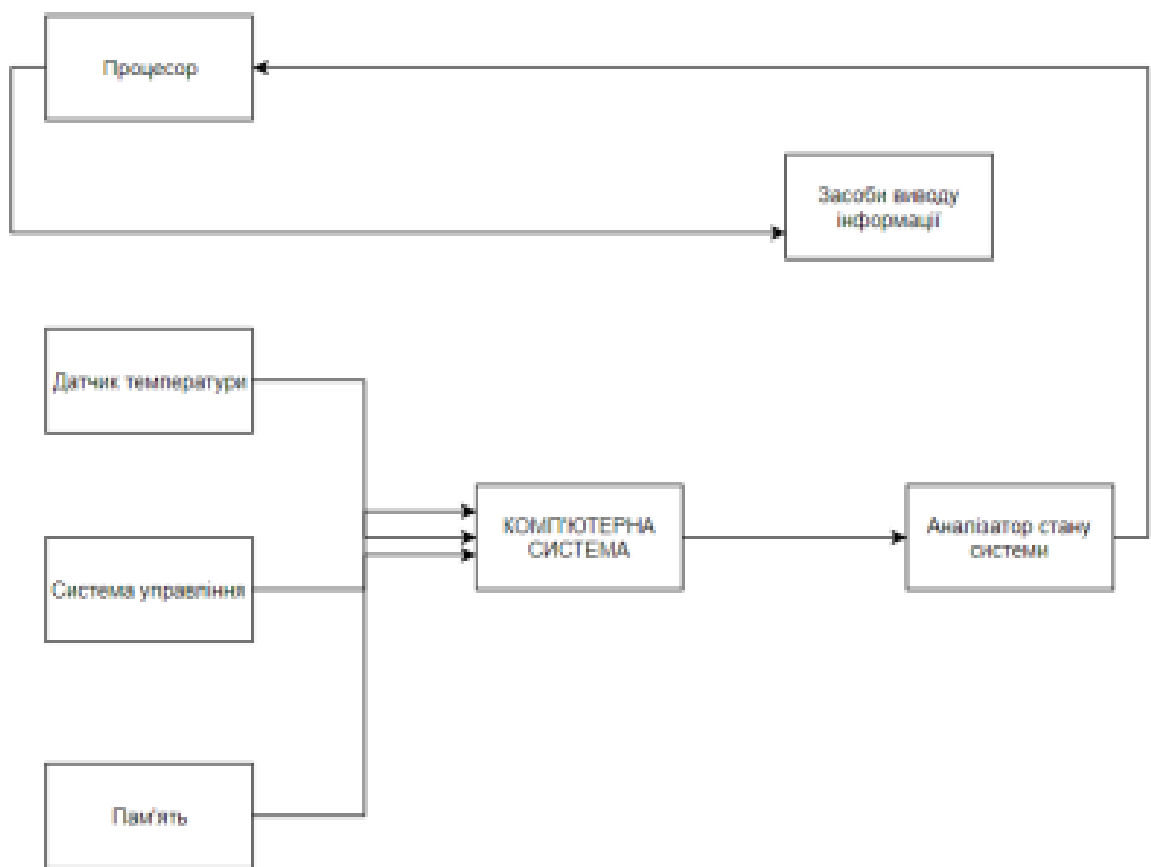 Процесор
Засоби виводу
інформації
Датчик температури
КОМП'ЮТЕРНА
СИСТЕМА
Аналізатор стану
системи
Система управління
Пам'ять